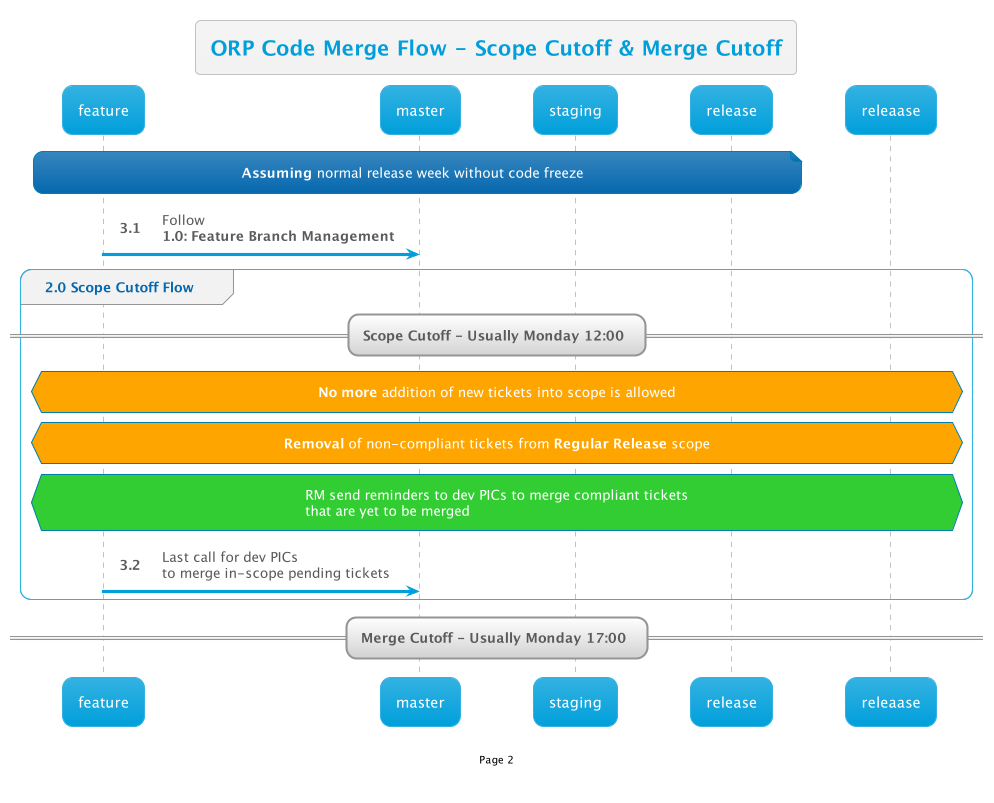 ORP Code Merge Flow – Scope Cutoff & Merge Cutoff
feature
master
staging
release
releaase
Assuming normal release week without code freeze
3.1
Follow
1.0: Feature Branch Management
2.0 Scope Cutoff Flow
Scope Cutoff – Usually Monday 12:00
No more addition of new tickets into scope is allowed
Removal of non-compliant tickets from Regular Release scope
RM send reminders to dev PICs to merge compliant tickets
that are yet to be merged
3.2
Last call for dev PICs
to merge in-scope pending tickets
Merge Cutoff – Usually Monday 17:00
feature
master
staging
release
releaase
Page 2